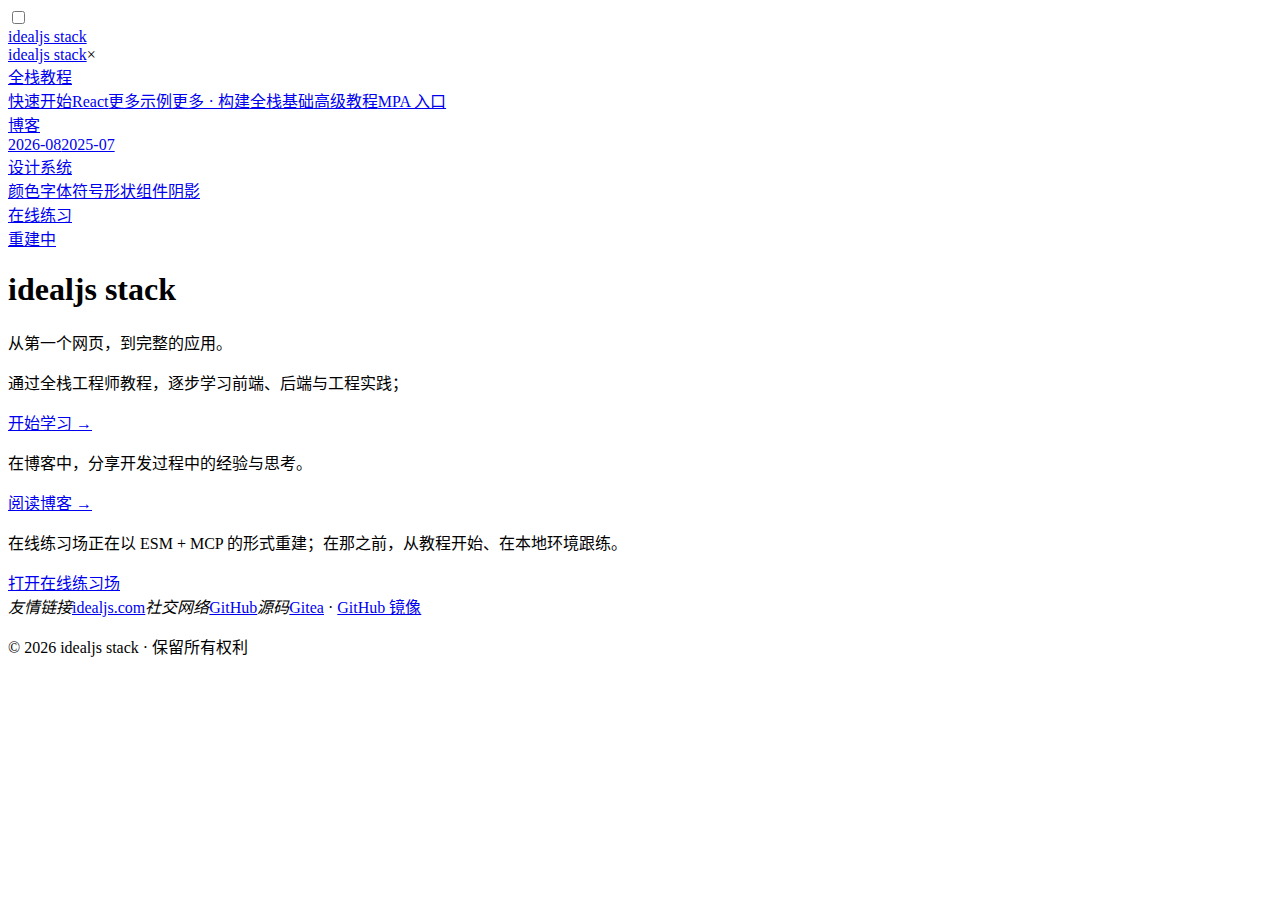 idealjs stack
idealjs stack×
全栈教程
快速开始React更多示例更多 · 构建全栈基础高级教程MPA 入口
博客
2026-082025-07
设计系统
颜色字体符号形状组件阴影
在线练习
重建中
idealjs stack
从第一个网页，到完整的应用。
通过全栈工程师教程，逐步学习前端、后端与工程实践；
开始学习 →
在博客中，分享开发过程中的经验与思考。
阅读博客 →
在线练习场正在以 ESM + MCP 的形式重建；在那之前，从教程开始、在本地环境跟练。
打开在线练习场
友情链接idealjs.com社交网络GitHub源码Gitea · GitHub 镜像
© 2026 idealjs stack · 保留所有权利